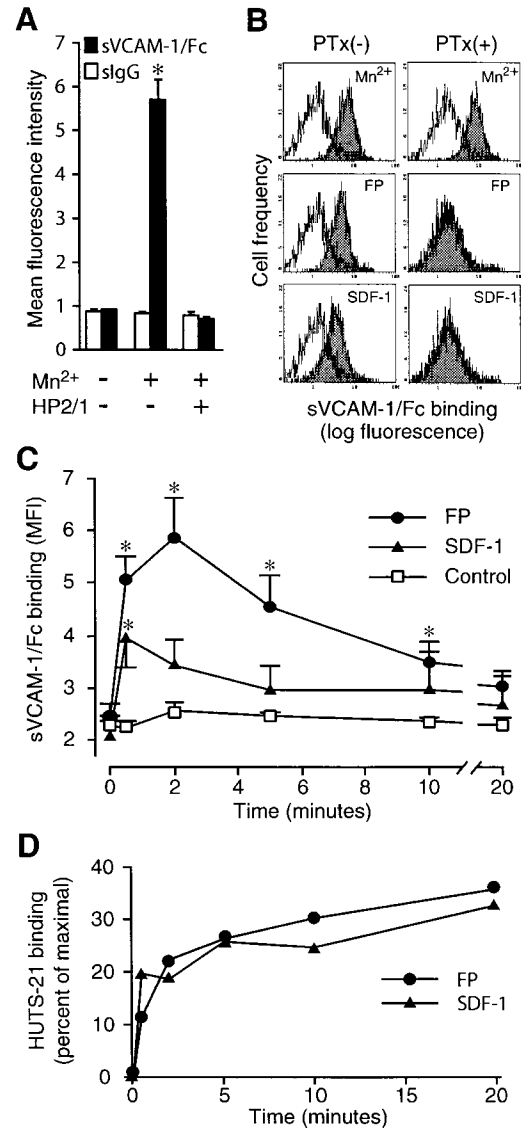 A
sVCAM-1/Fc
sIgG
Mean fluorescence intensity
7
6
5
4
3
2
1
0
*
Mn2+ - + +
HP2/1 - - +
B
PTx(-) PTx(+)
Cell frequency
Mn2+ Mn2+
FP FP
SDF-1 SDF-1
sVCAM-1/Fc binding
(log fluorescence)
C
sVCAM-1/Fc binding (MFI)
7
6
5
4
3
2
* * * * *
FP
SDF-1
Control
0 2 4 6 8 10 20
Time (minutes)
D
HUTS-21 binding
(percent of maximal)
40
30
20
10
0
FP
SDF-1
0 5 10 15 20
Time (minutes)